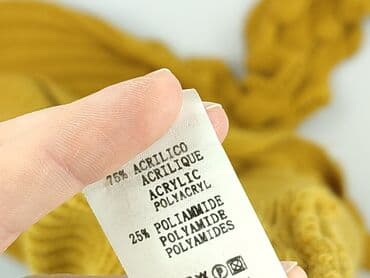 75% ACRILICO
ACRILIQUE
ACRYLIC
POLYACRYL
25% POLIAMMIDE
POLYAMIDE
POLYAMIDES